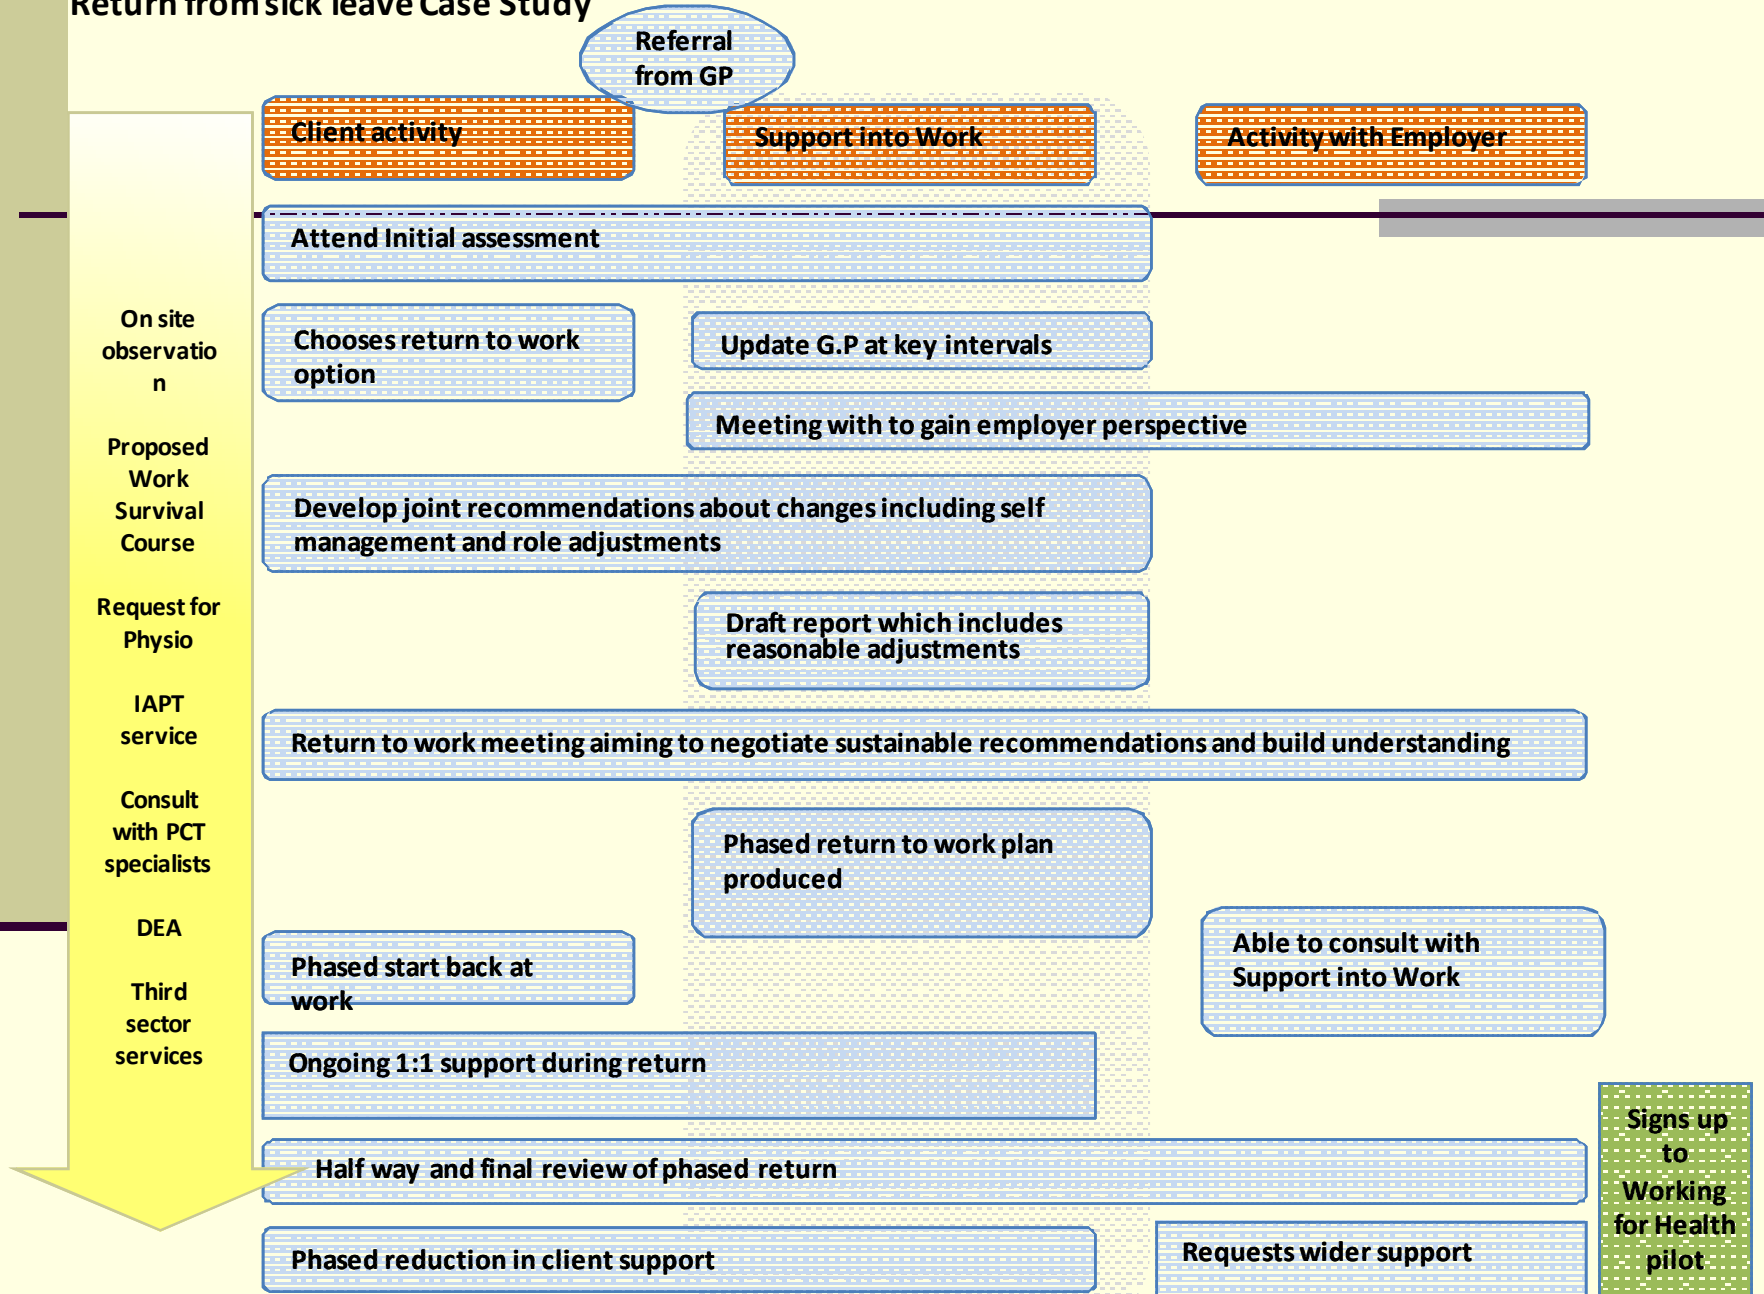 Return from sick leave Case Study
Referral
from GP
Client activity
Support into Work
Activity with Employer
Attend Initial assessment
On site
observatio
n
Proposed
Work
Survival
Course
Request for
Physio
IAPT
service
Consult
with PCT
specialists
DEA
Third
sector
services
Chooses return to work
option
Update G.P at key intervals
Meeting with to gain employer perspective
Develop joint recommendations about changes including self
management and role adjustments
Draft report which includes
reasonable adjustments
Return to work meeting aiming to negotiate sustainable recommendations and build understanding
Phased return to work plan
produced
Able to consult with
Support into Work
Phased start back at
work
Ongoing 1:1 support during return
Half way and final review of phased return
Signs up
to
Working
for Health
pilot
Phased reduction in client support
Requests wider support